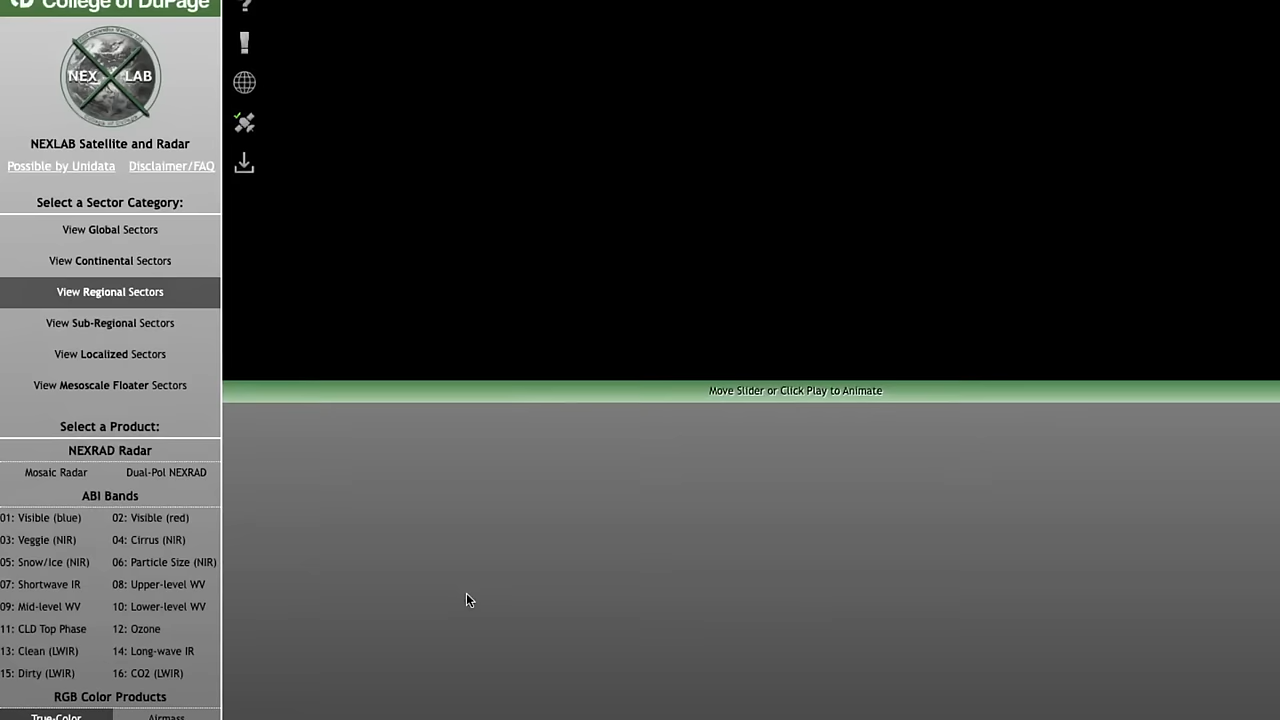 College of DuPage
NEX LAB
NEXLAB Satellite and Radar
Possible by Unidata Disclaimer/FAQ
Select a Sector Category:
View Global Sectors
View Continental Sectors
View Regional Sectors
View Sub-Regional Sectors
View Localized Sectors
View Mesoscale Floater Sectors
Select a Product:
NEXRAD Radar
Mosaic Radar Dual-Pol NEXRAD
ABI Bands
01: Visible (blue) 02: Visible (red)
03: Veggie (NIR) 04: Cirrus (NIR)
05: Snow/Ice (NIR) 06: Particle Size (NIR)
07: Shortwave IR 08: Upper-level WV
09: Mid-level WV 10: Lower-level WV
11: CLD Top Phase 12: Ozone
13: Clean (LWIR) 14: Long-wave IR
15: Dirty (LWIR) 16: CO2 (LWIR)
RGB Color Products
True-Color Airmass
?
Move Slider or Click Play to Animate